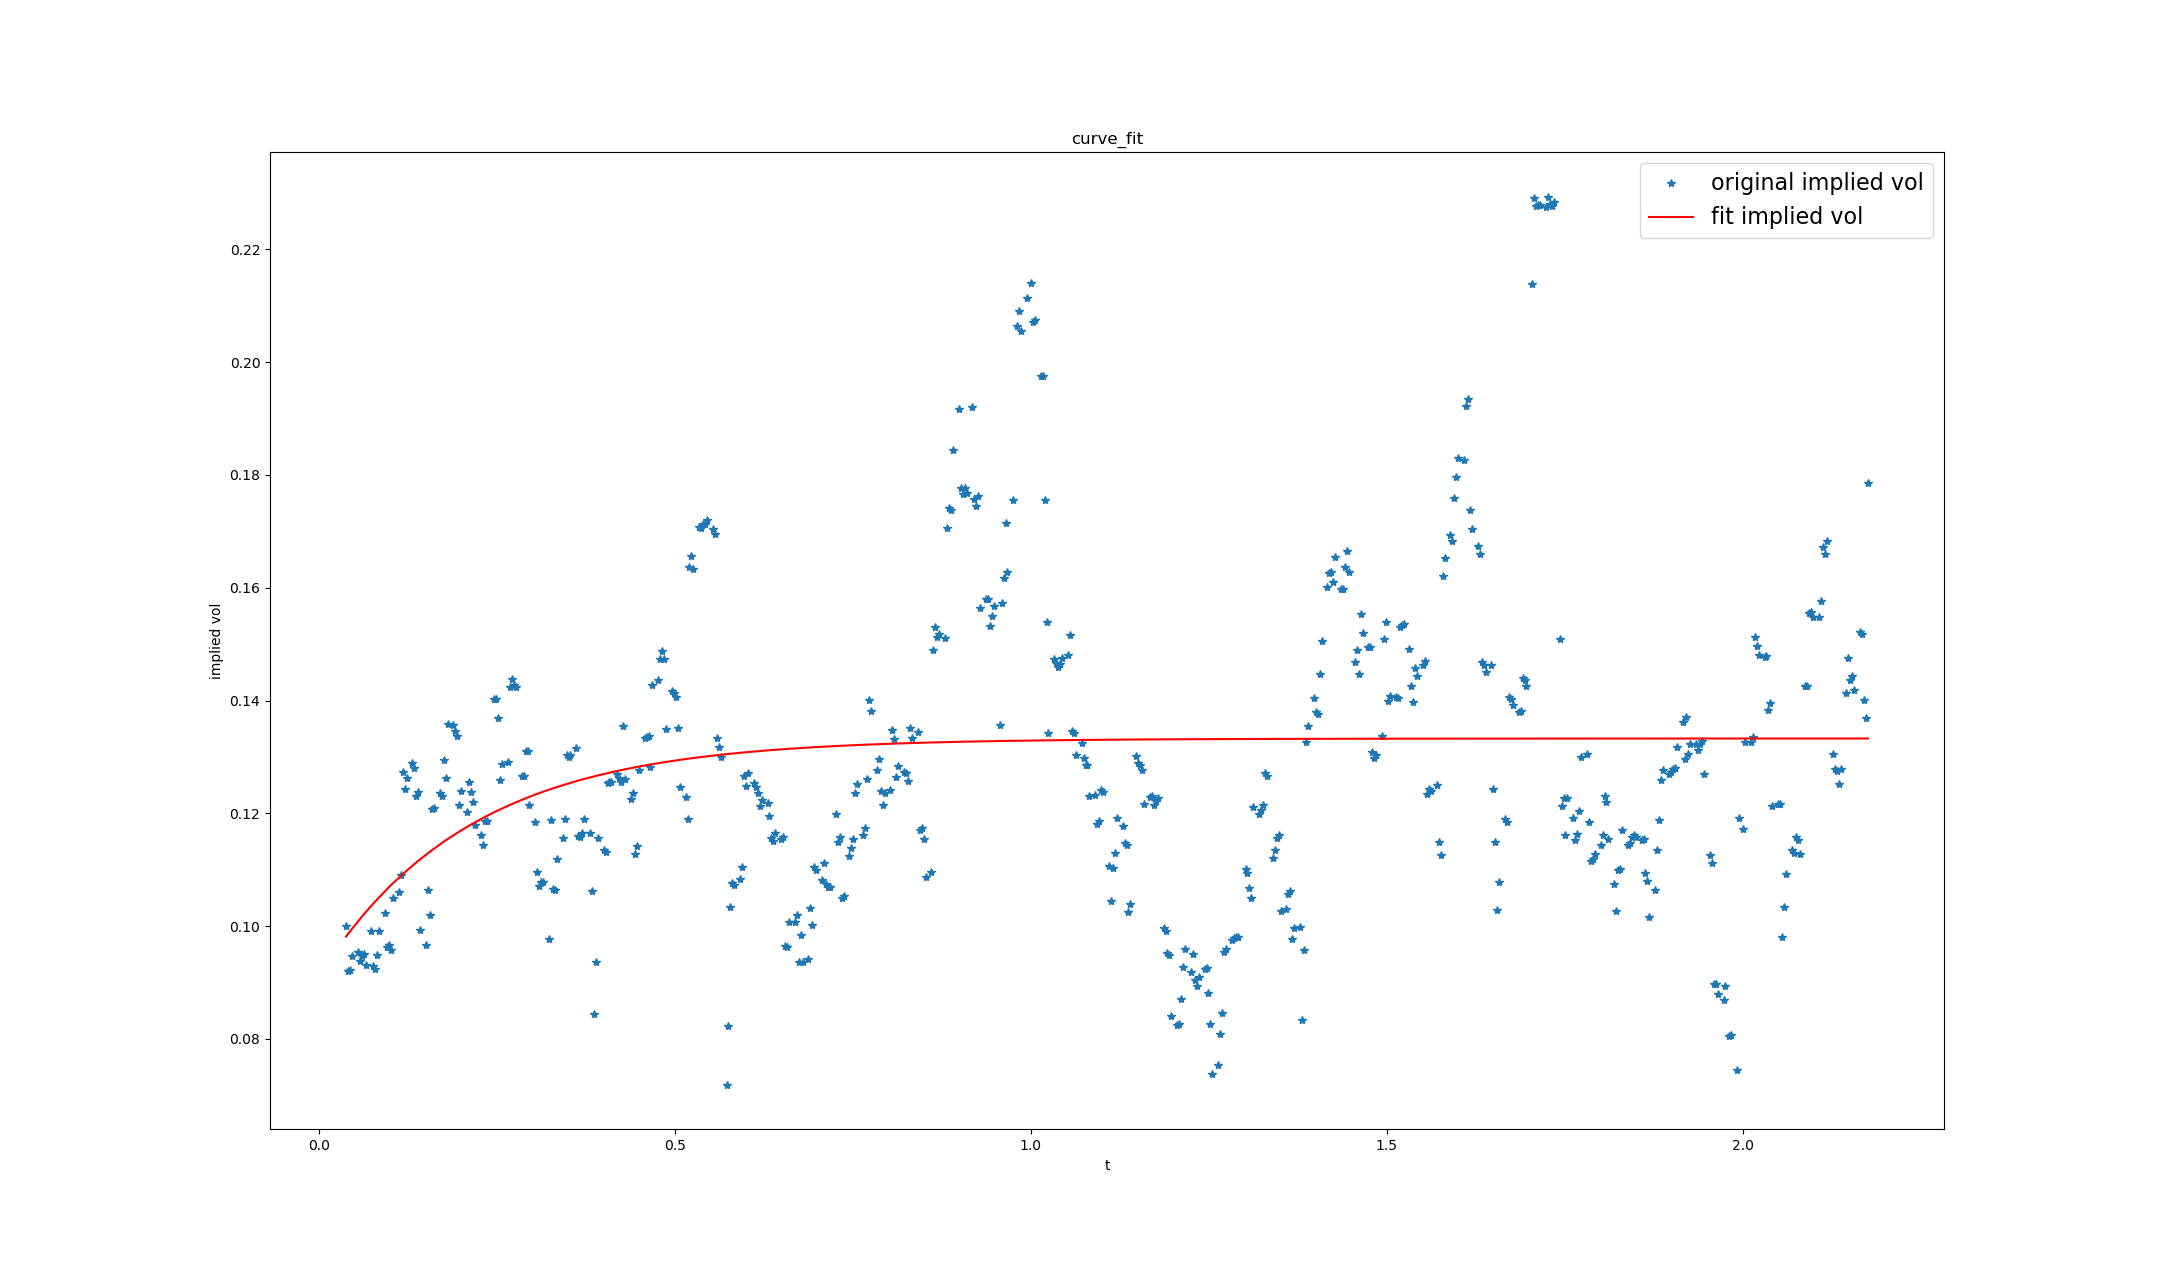 curve_fit
original implied vol
fit implied vol
0.22
0.20
0.18
0.16
0.14
0.12
0.10
0.08
implied vol
0.0 0.5 1.0 1.5 2.0
t